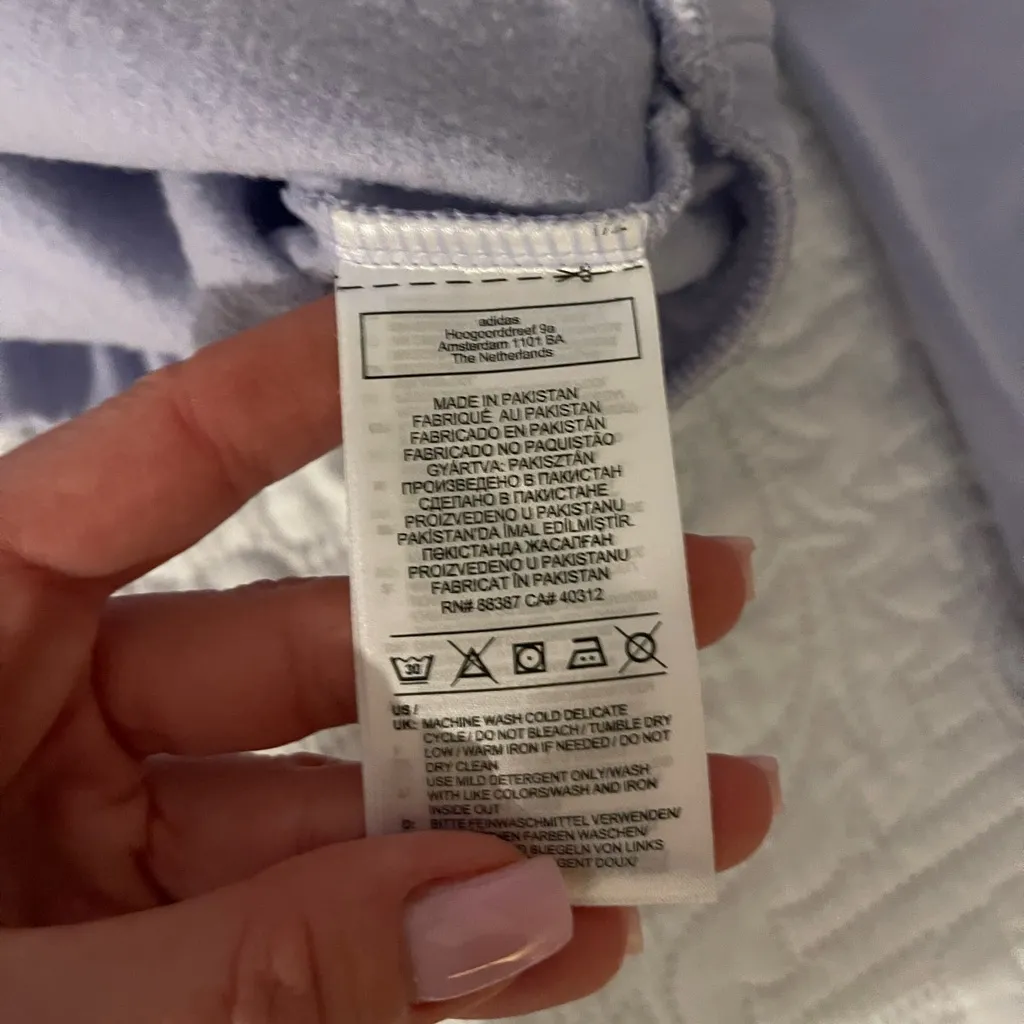 adidas
Hoogoorddreef 9a
Amsterdam 1101 BA
The Netherlands
MADE IN PAKISTAN
FABRIQUÉ AU PAKISTAN
FABRICADO EN PAKISTÁN
FABRICADO NO PAQUISTÃO
GYÁRTVA: PAKISZTÁN
ПРОИЗВЕДЕНО В ПАКИСТАН
СДЕЛАНО В ПАКИСТАНЕ
PROIZVEDENO U PAKISTANU
PAKİSTAN'DA İMAL EDİLMİŞTİR.
ПӘКІСТАНДА ЖАСАЛҒАН
PROIZVEDENO U PAKISTANU
FABRICAT ÎN PAKISTAN
RN# 88387 CA# 40312
30
US /
UK: MACHINE WASH COLD DELICATE
CYCLE / DO NOT BLEACH / TUMBLE DRY
LOW / WARM IRON IF NEEDED / DO NOT
DRY CLEAN
USE MILD DETERGENT ONLY/WASH
WITH LIKE COLORS/WASH AND IRON
INSIDE OUT
D: BITTE FEINWASCHMITTEL VERWENDEN/
FARBEN WASCHEN/
BUEGELN VON LINKS
DOUX/